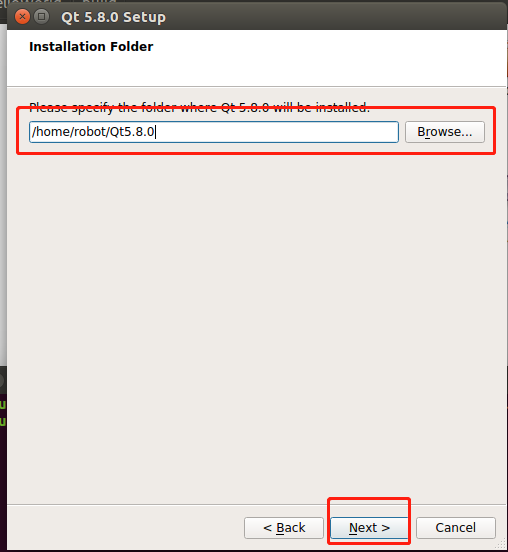 Qt 5.8.0 Setup
Installation Folder
Please specify the folder where Qt 5.8.0 will be installed.
/home/robot/Qt5.8.0
Browse...
< Back
Next >
Cancel